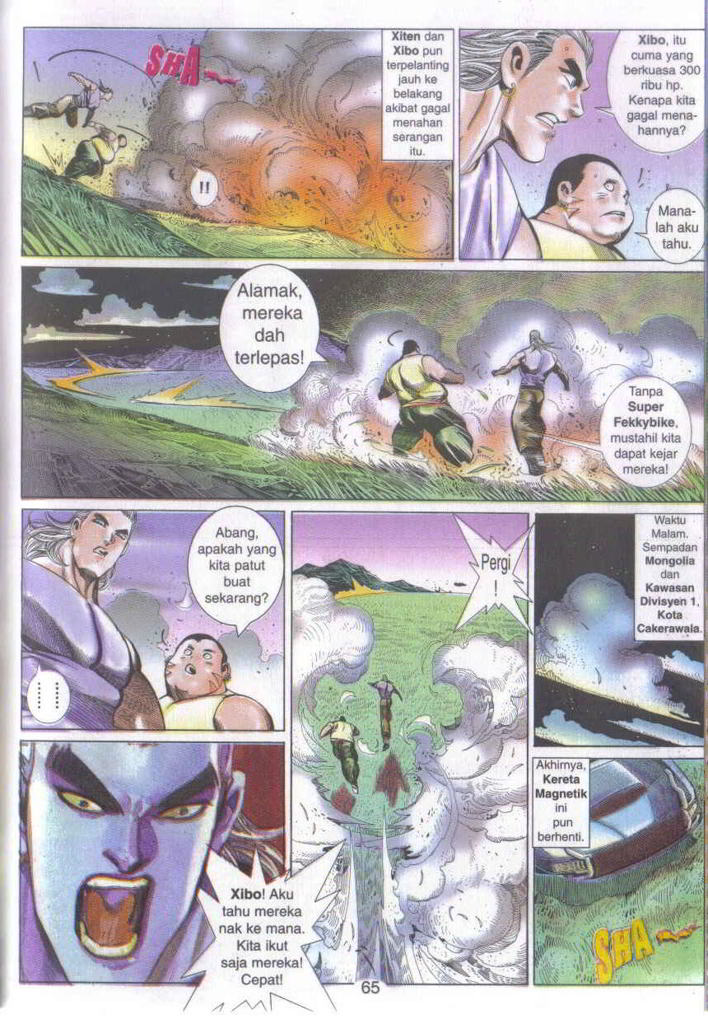 SHA
Xiten dan
Xibo pun
terpelanting
jauh ke
belakang
akibat gagal
menahan
serangan
itu.
!!
Xibo, itu
cuma yang
berkuasa 300
ribu hp.
Kenapa kita
gagal mena-
hannya?
Mana-
lah aku
tahu.
Alamak,
mereka
dah
terlepas!
Tanpa
Super
Fekkybike,
mustahil kita
dapat kejar
mereka!
Abang,
apakah yang
kita patut
buat
sekarang?
Xibo! Aku
tahu mereka
nak ke mana.
Kita ikut
saja mereka!
Cepat!
Pergi
!
Waktu
Malam.
Sempadan
Mongolia
dan
Kawasan
Divisyen 1,
Kota
Cakerawala.
Akhirnya,
Kereta
Magnetik
ini
pun
berhenti.
SHA
65